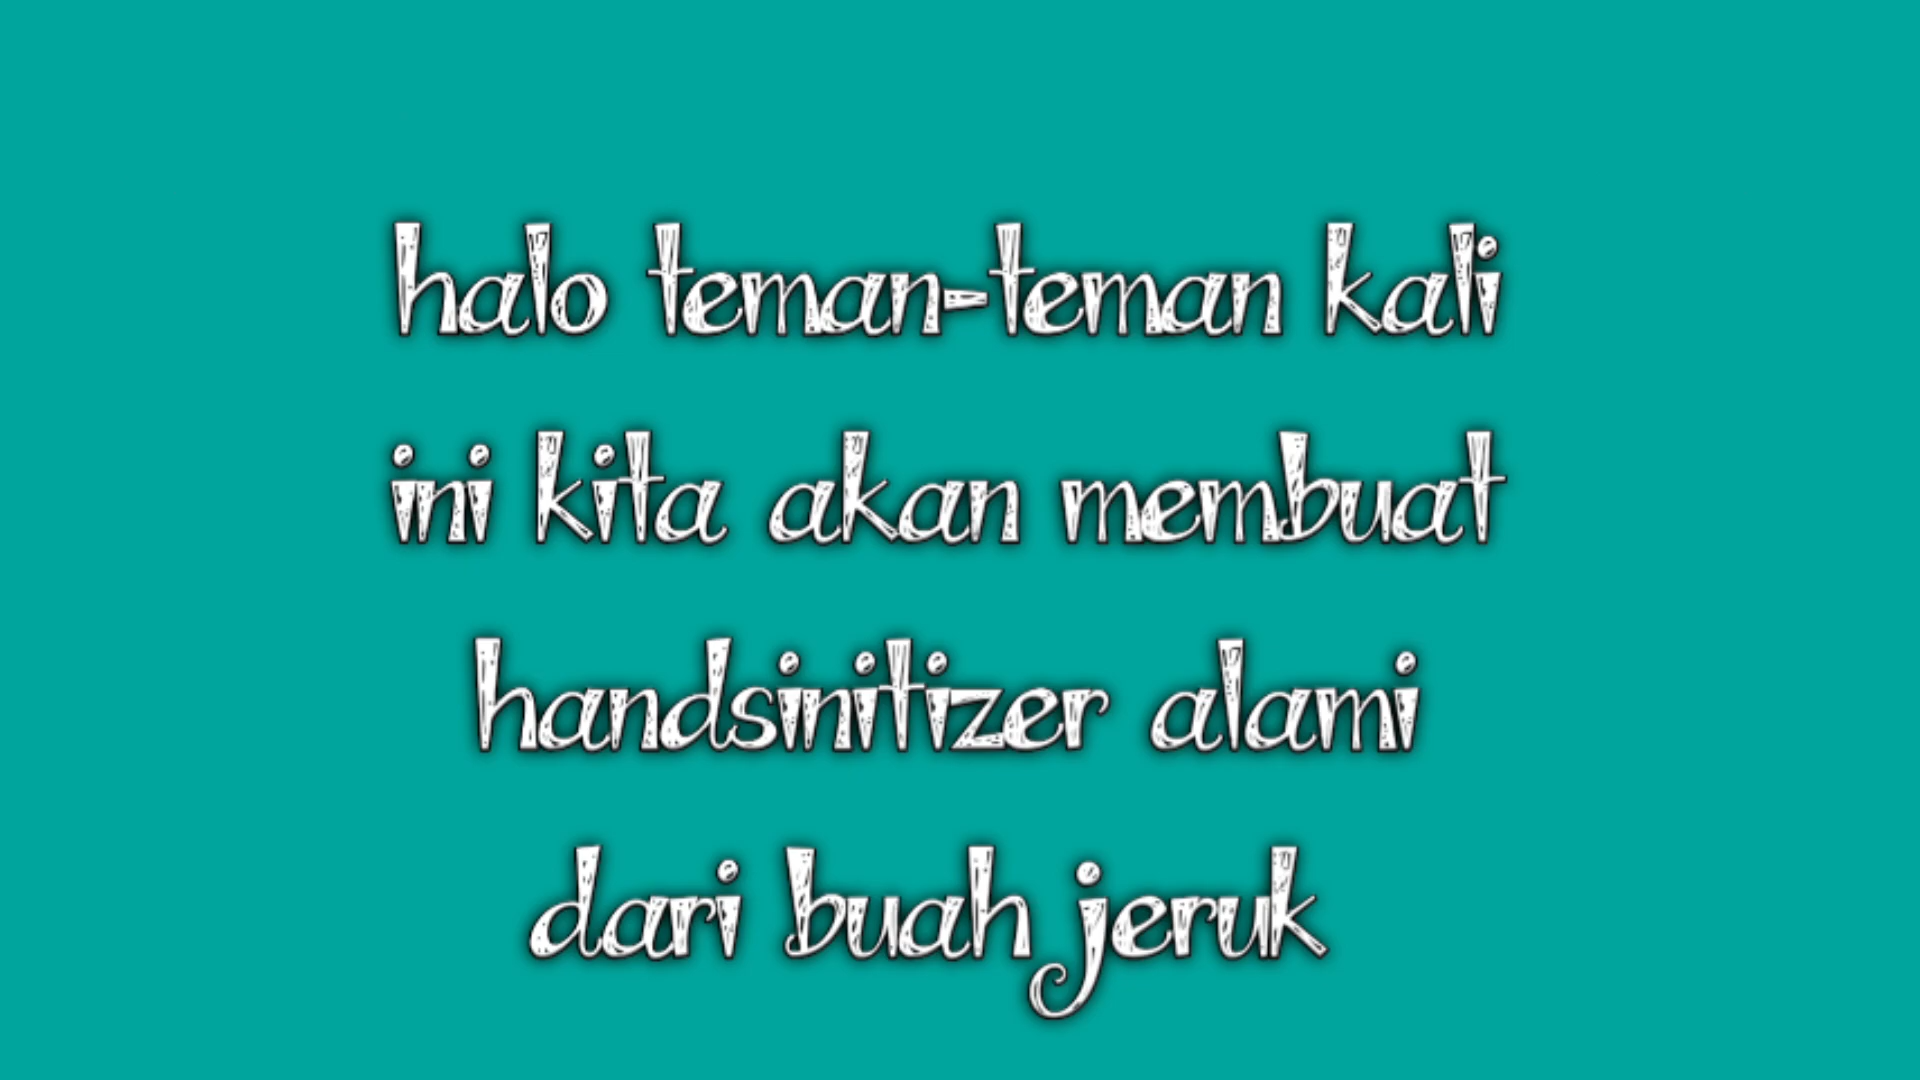 halo teman-teman kali
ini kita akan membuat
handsinitizer alami
dari buah jeruk